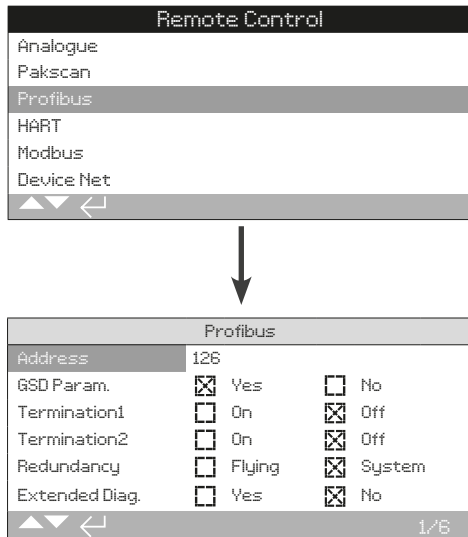 Remote Control
Analogue
Pakscan
Profibus
HART
Modbus
Device Net
Profibus
Address 126
GSD Param. Yes No
Termination1 On Off
Termination2 On Off
Redundancy Flying System
Extended Diag. Yes No
1/6